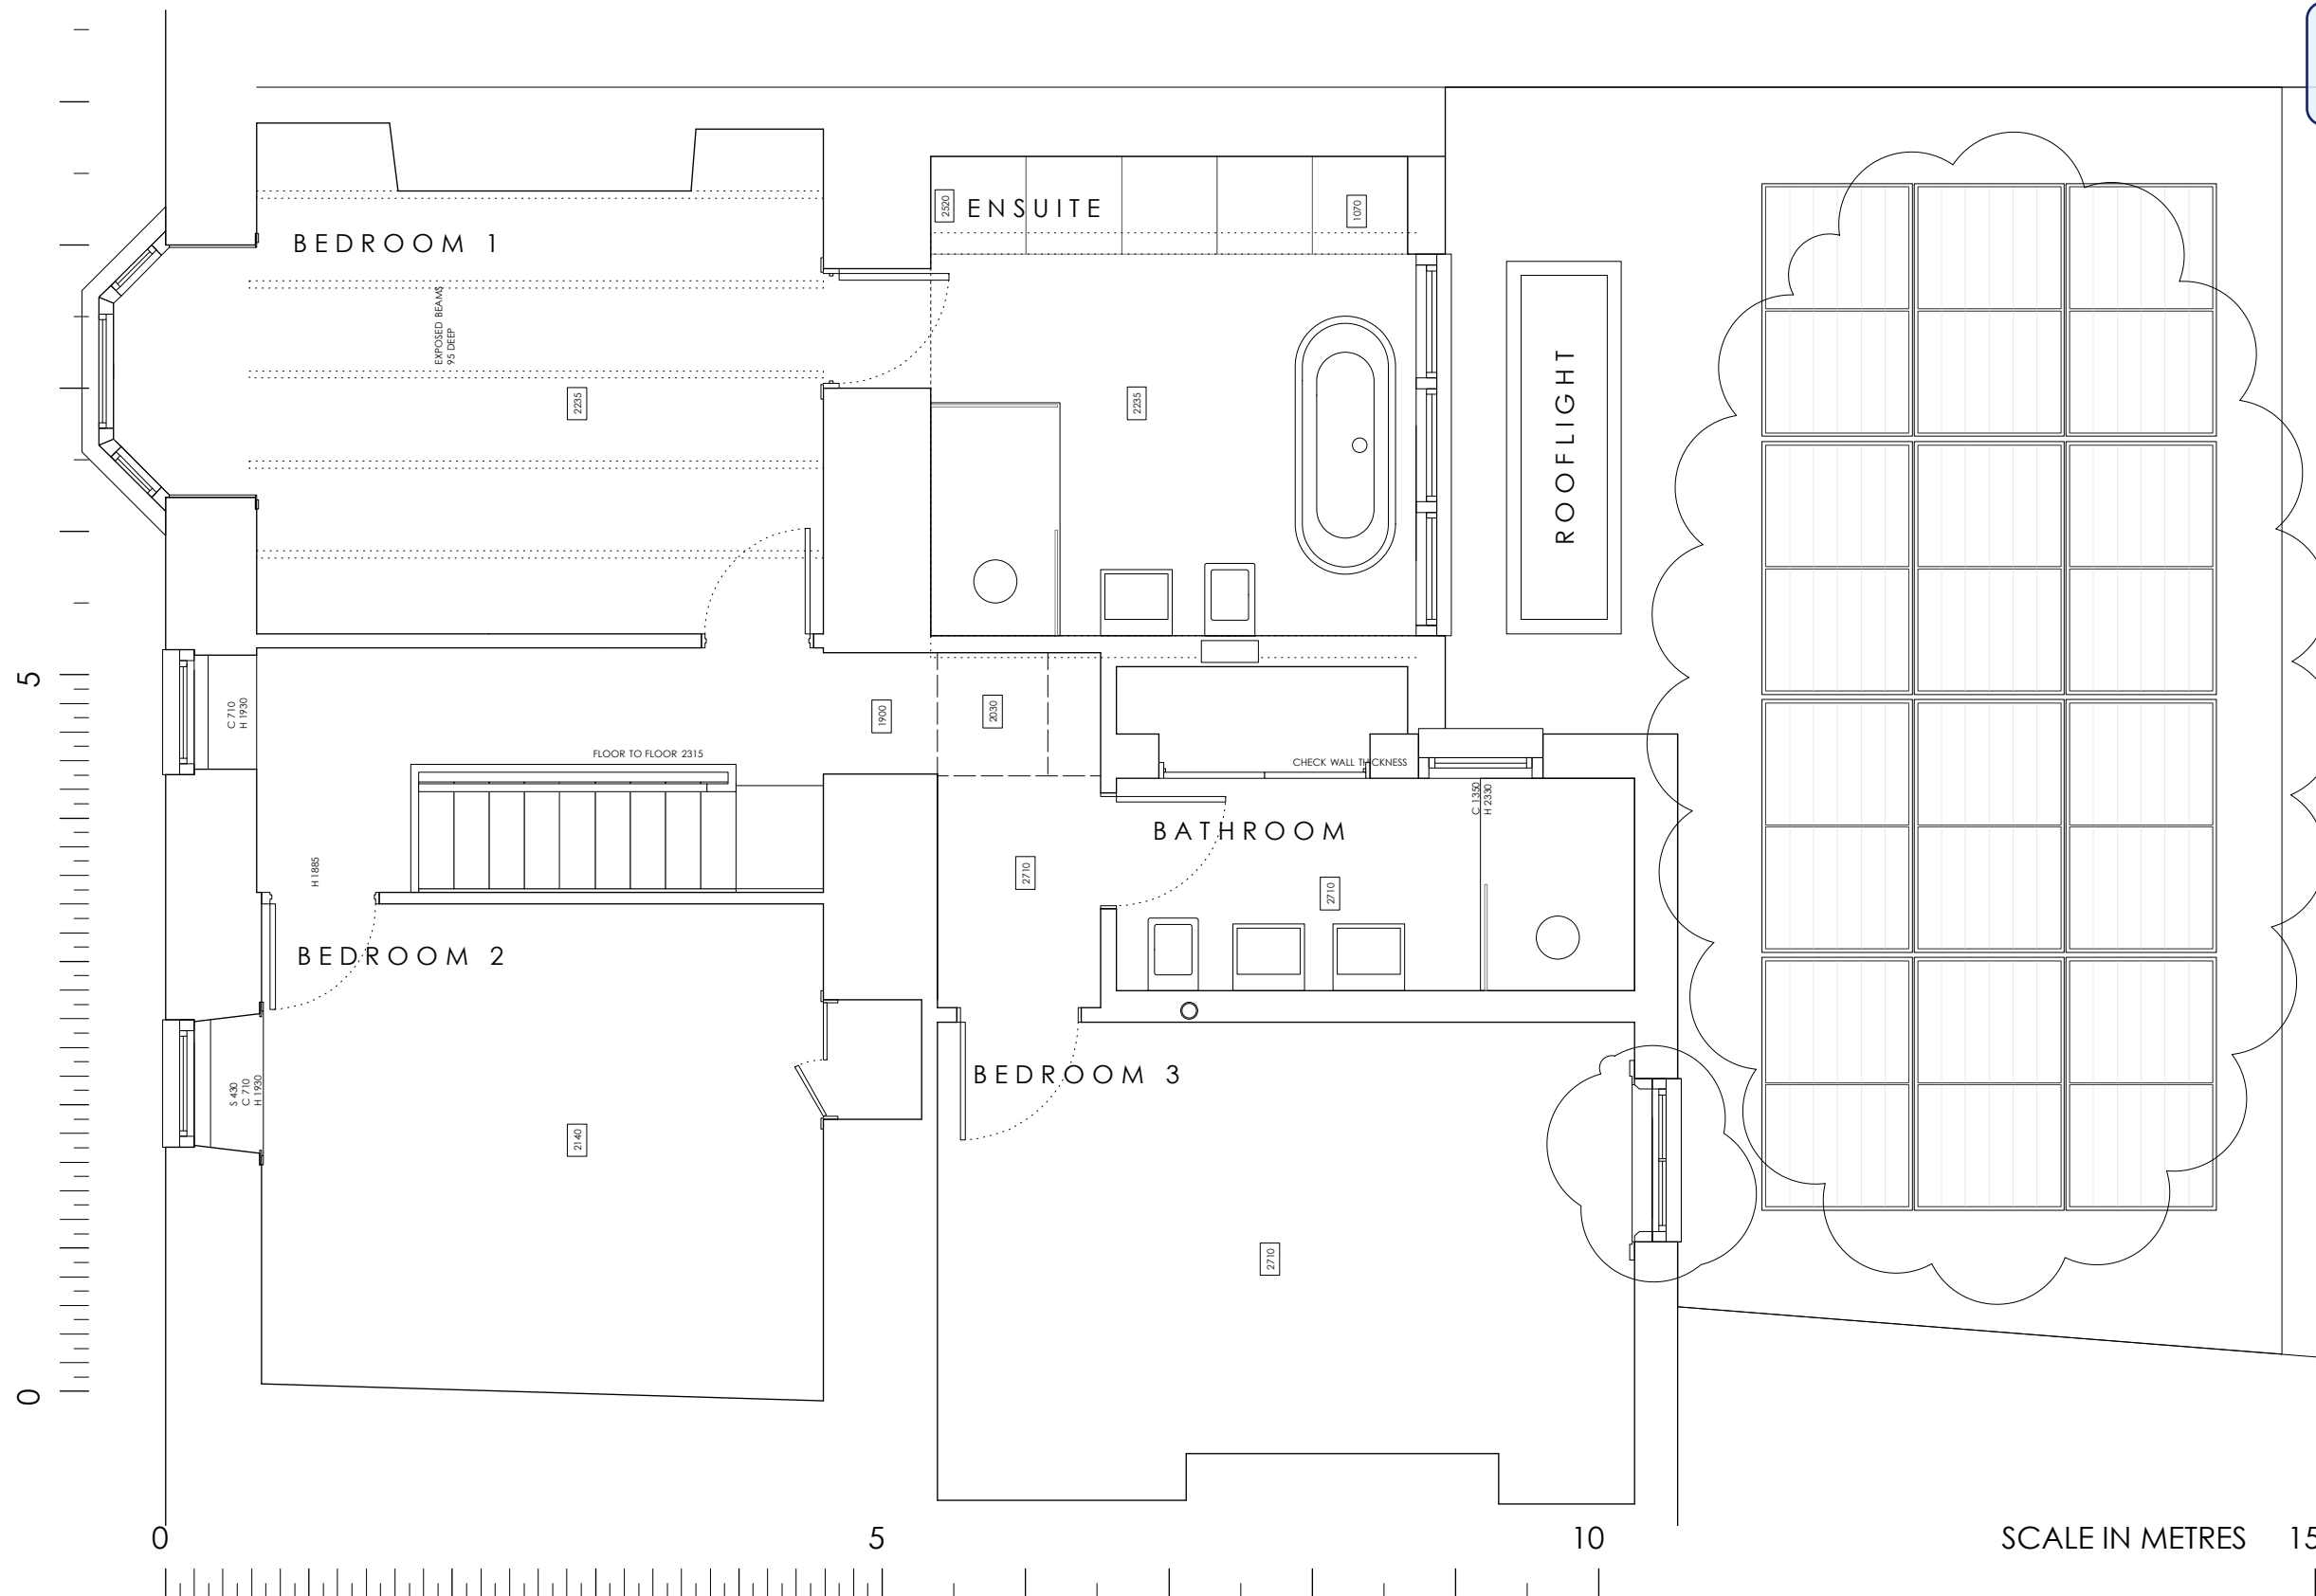 ENSUITE
2520
1070
BEDROOM 1
EXPOSED BEAMS
95 DEEP
2235
2235
ROOFLIGHT
5
C 710
H 1930
1900
2030
FLOOR TO FLOOR 2315
CHECK WALL THICKNESS
C 1350
H 2330
BATHROOM
H 1885
2710
2710
BEDROOM 2
BEDROOM 3
S 430
C 710
H 1930
2140
2710
0
0
5
10
SCALE IN METRES
15